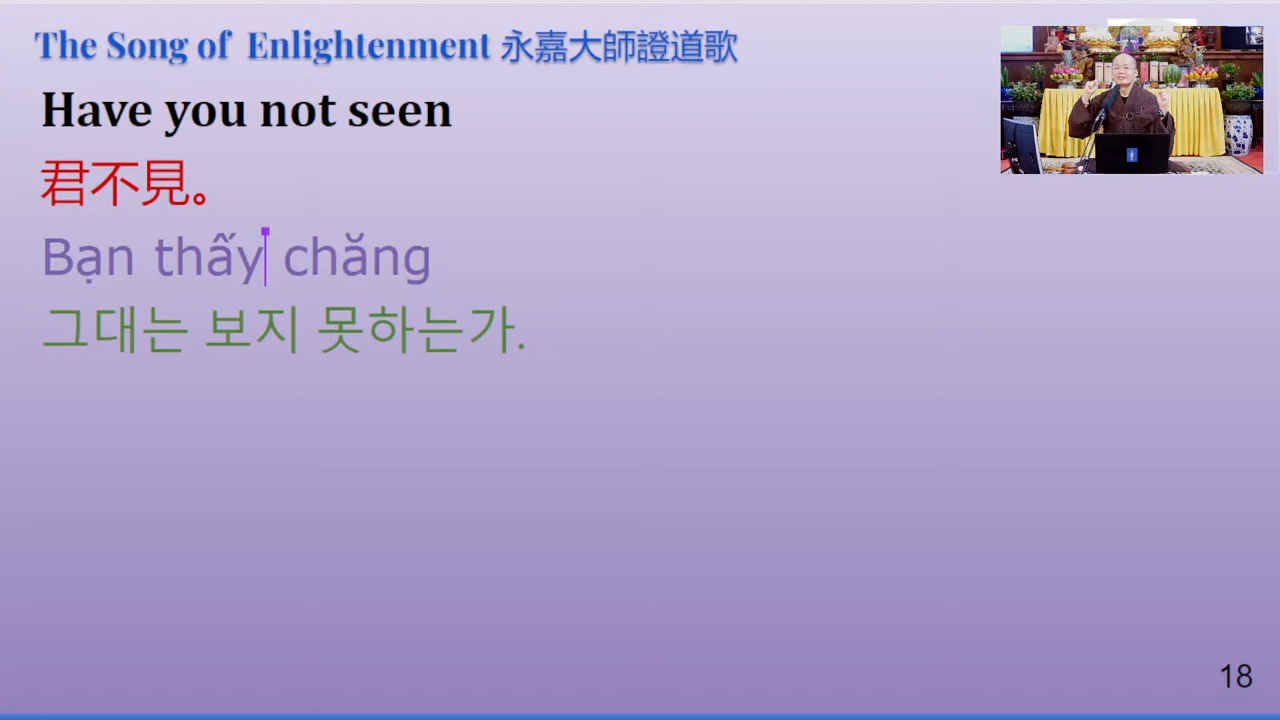 The Song of Enlightenment 永嘉大師證道歌
Have you not seen
君不見。
Bạn thấy chăng
그대는 보지 못하는가.
18